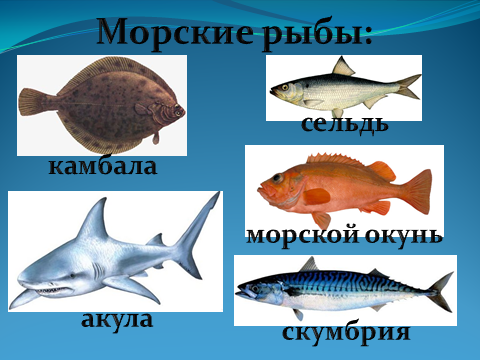 Морские рыбы:
сельдь
камбала
морской окунь
акула
скумбрия